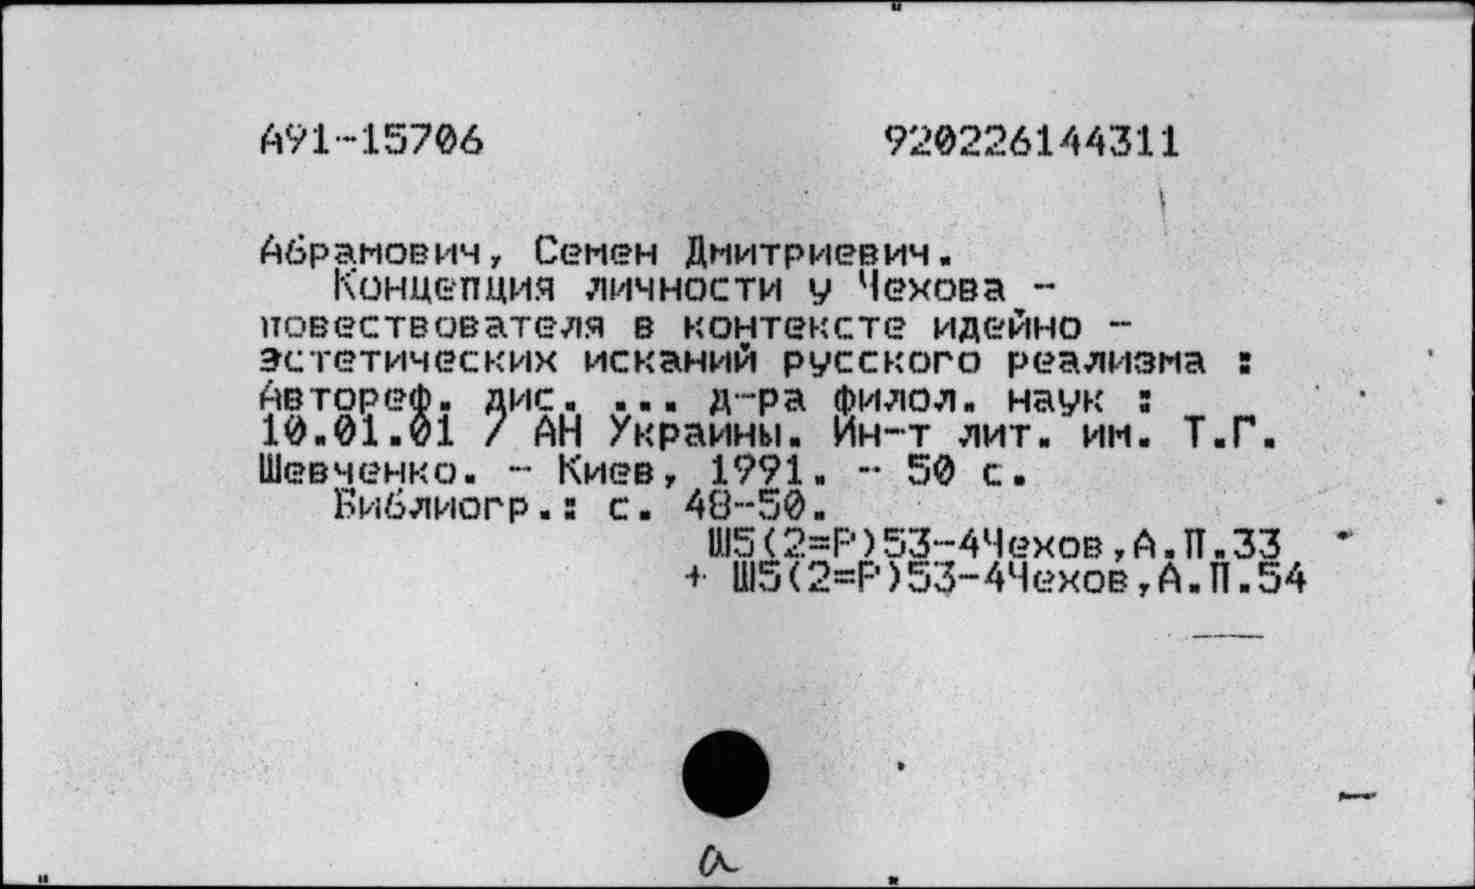 А91-15706 920226144311
Абрамович, Семен Дмитриевич.
Концепция личности у Чехова -
повествователя в контексте идейно -
эстетических исканий русского реализма :
Автореф. дис. ... д-ра филол. наук :
10.01.01 / АН Украины. Ин-т лит. им. Т.Г.
Шевченко. - Киев, 1991. - 50 с.
Библиогр.: с. 48-50.
Ш5(2=Р)53-4Чехов,А.П.33
+ Ш5(2=Р)53-4Чехов,А.П.54
а